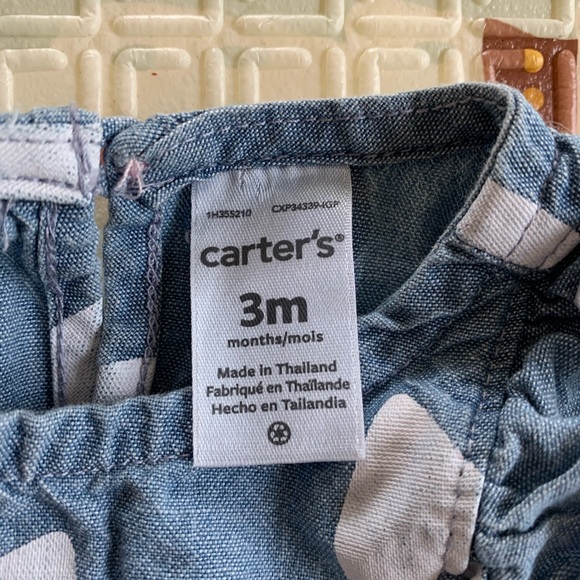 1H355210 CXP34339-IGP
carter's®
3m
months/mois
Made in Thailand
Fabriqué en Thaïlande
Hecho en Tailandia